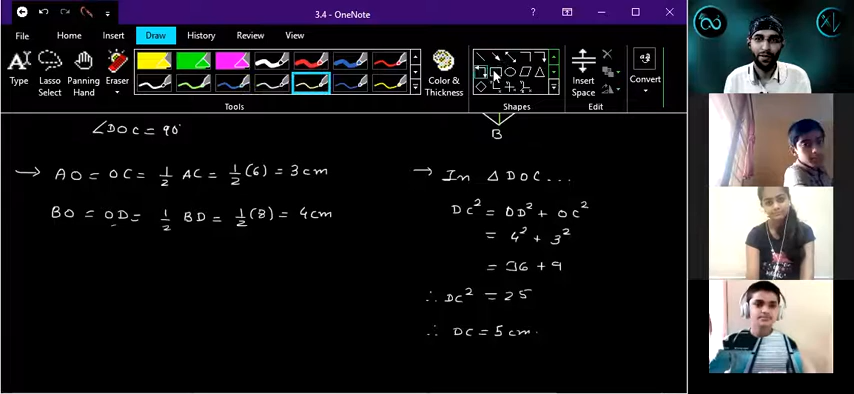 3.4 - OneNote
?
File
Home
Insert
Draw
History
Review
View
Type
Lasso Select
Panning Hand
Eraser
Color & Thickness
Insert Space
Convert
Tools
Shapes
Edit
∠DOC = 90
B
→ AO = OC = 1/2 AC = 1/2 (6) = 3 cm
BO = OD = 1/2 BD = 1/2 (8) = 4 cm
→ In △ DOC...
DC² = OD² + OC²
= 4² + 3²
= 36 + 9
∴ DC² = 25
∴ DC = 5 cm.